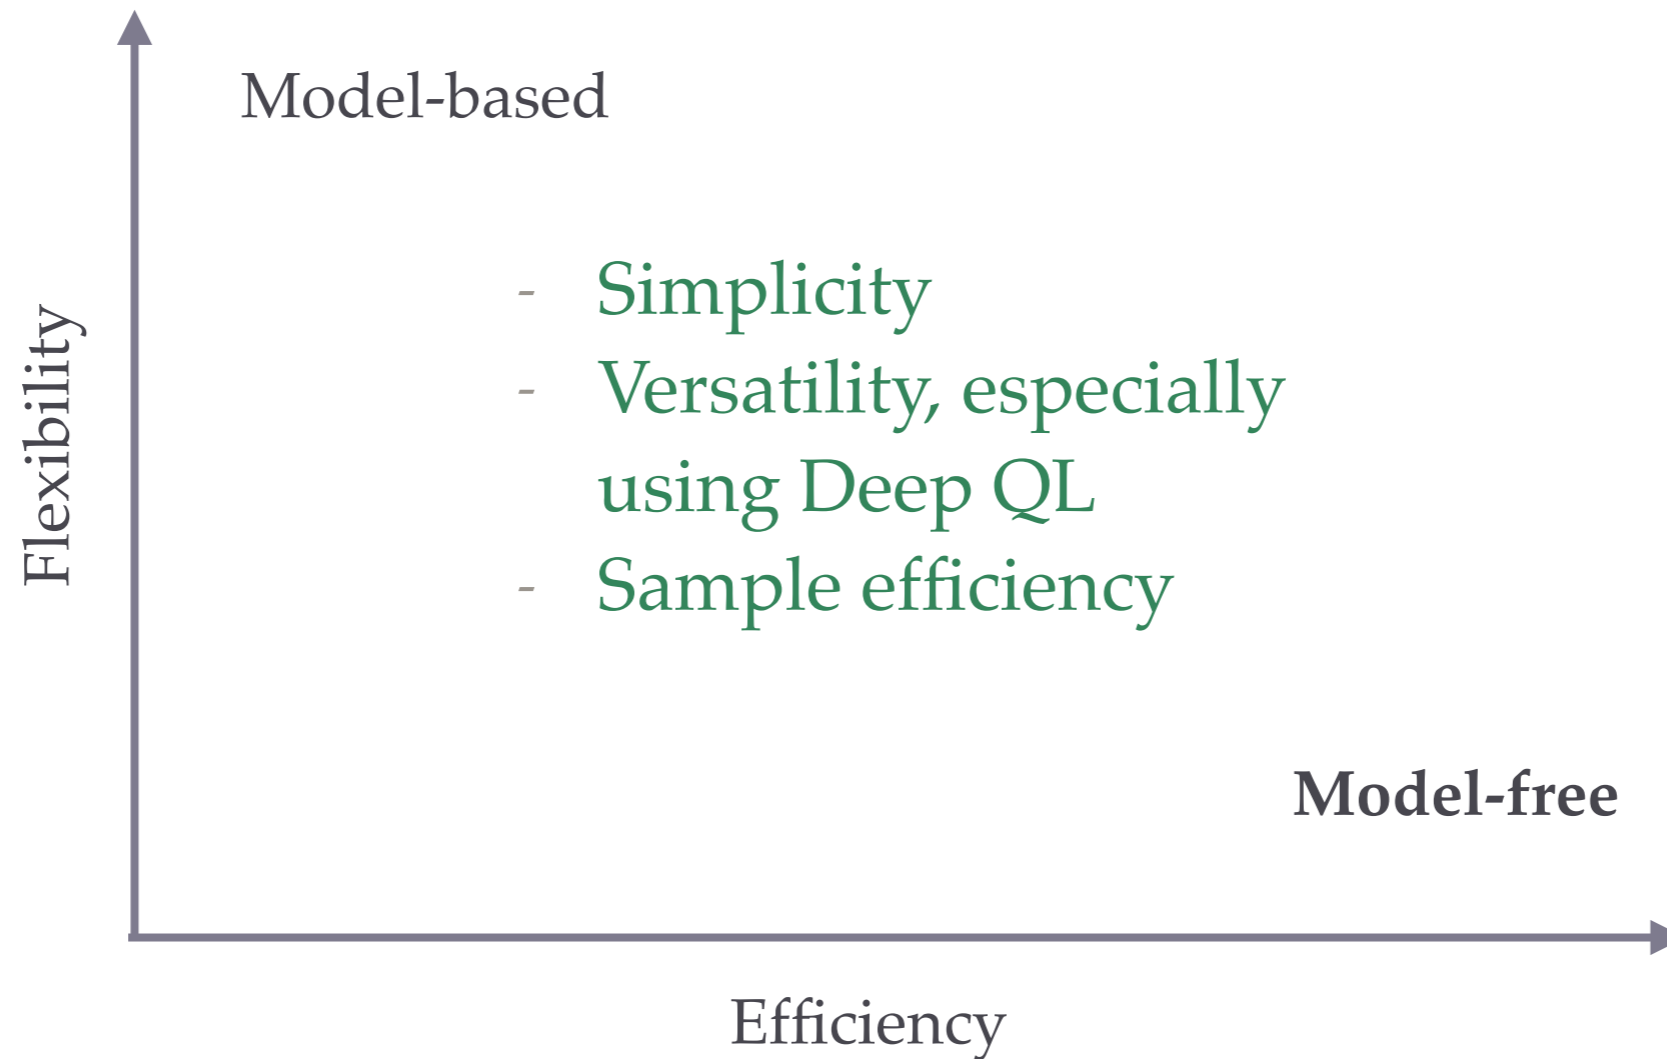 Model-based
- Simplicity
- Versatility, especially
using Deep QL
- Sample efficiency
Model-free
Flexibility
Efficiency